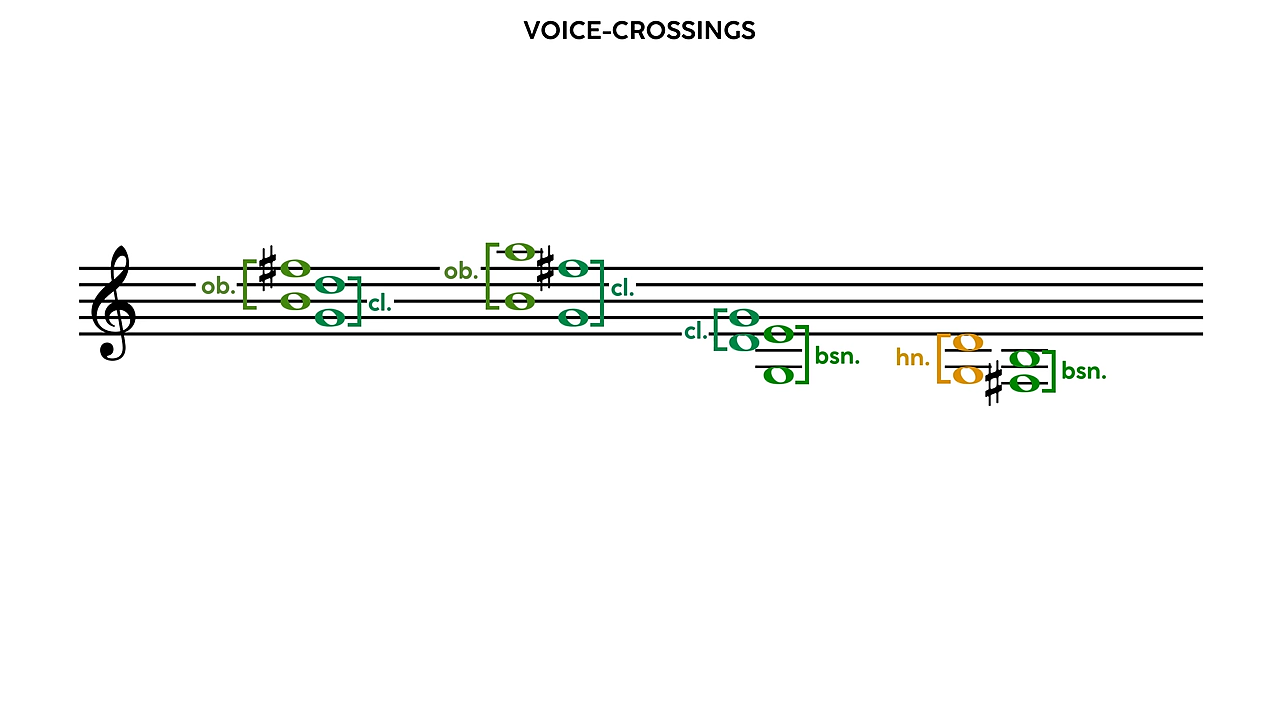 VOICE-CROSSINGS
ob.
cl.
ob.
cl.
cl.
bsn.
hn.
bsn.